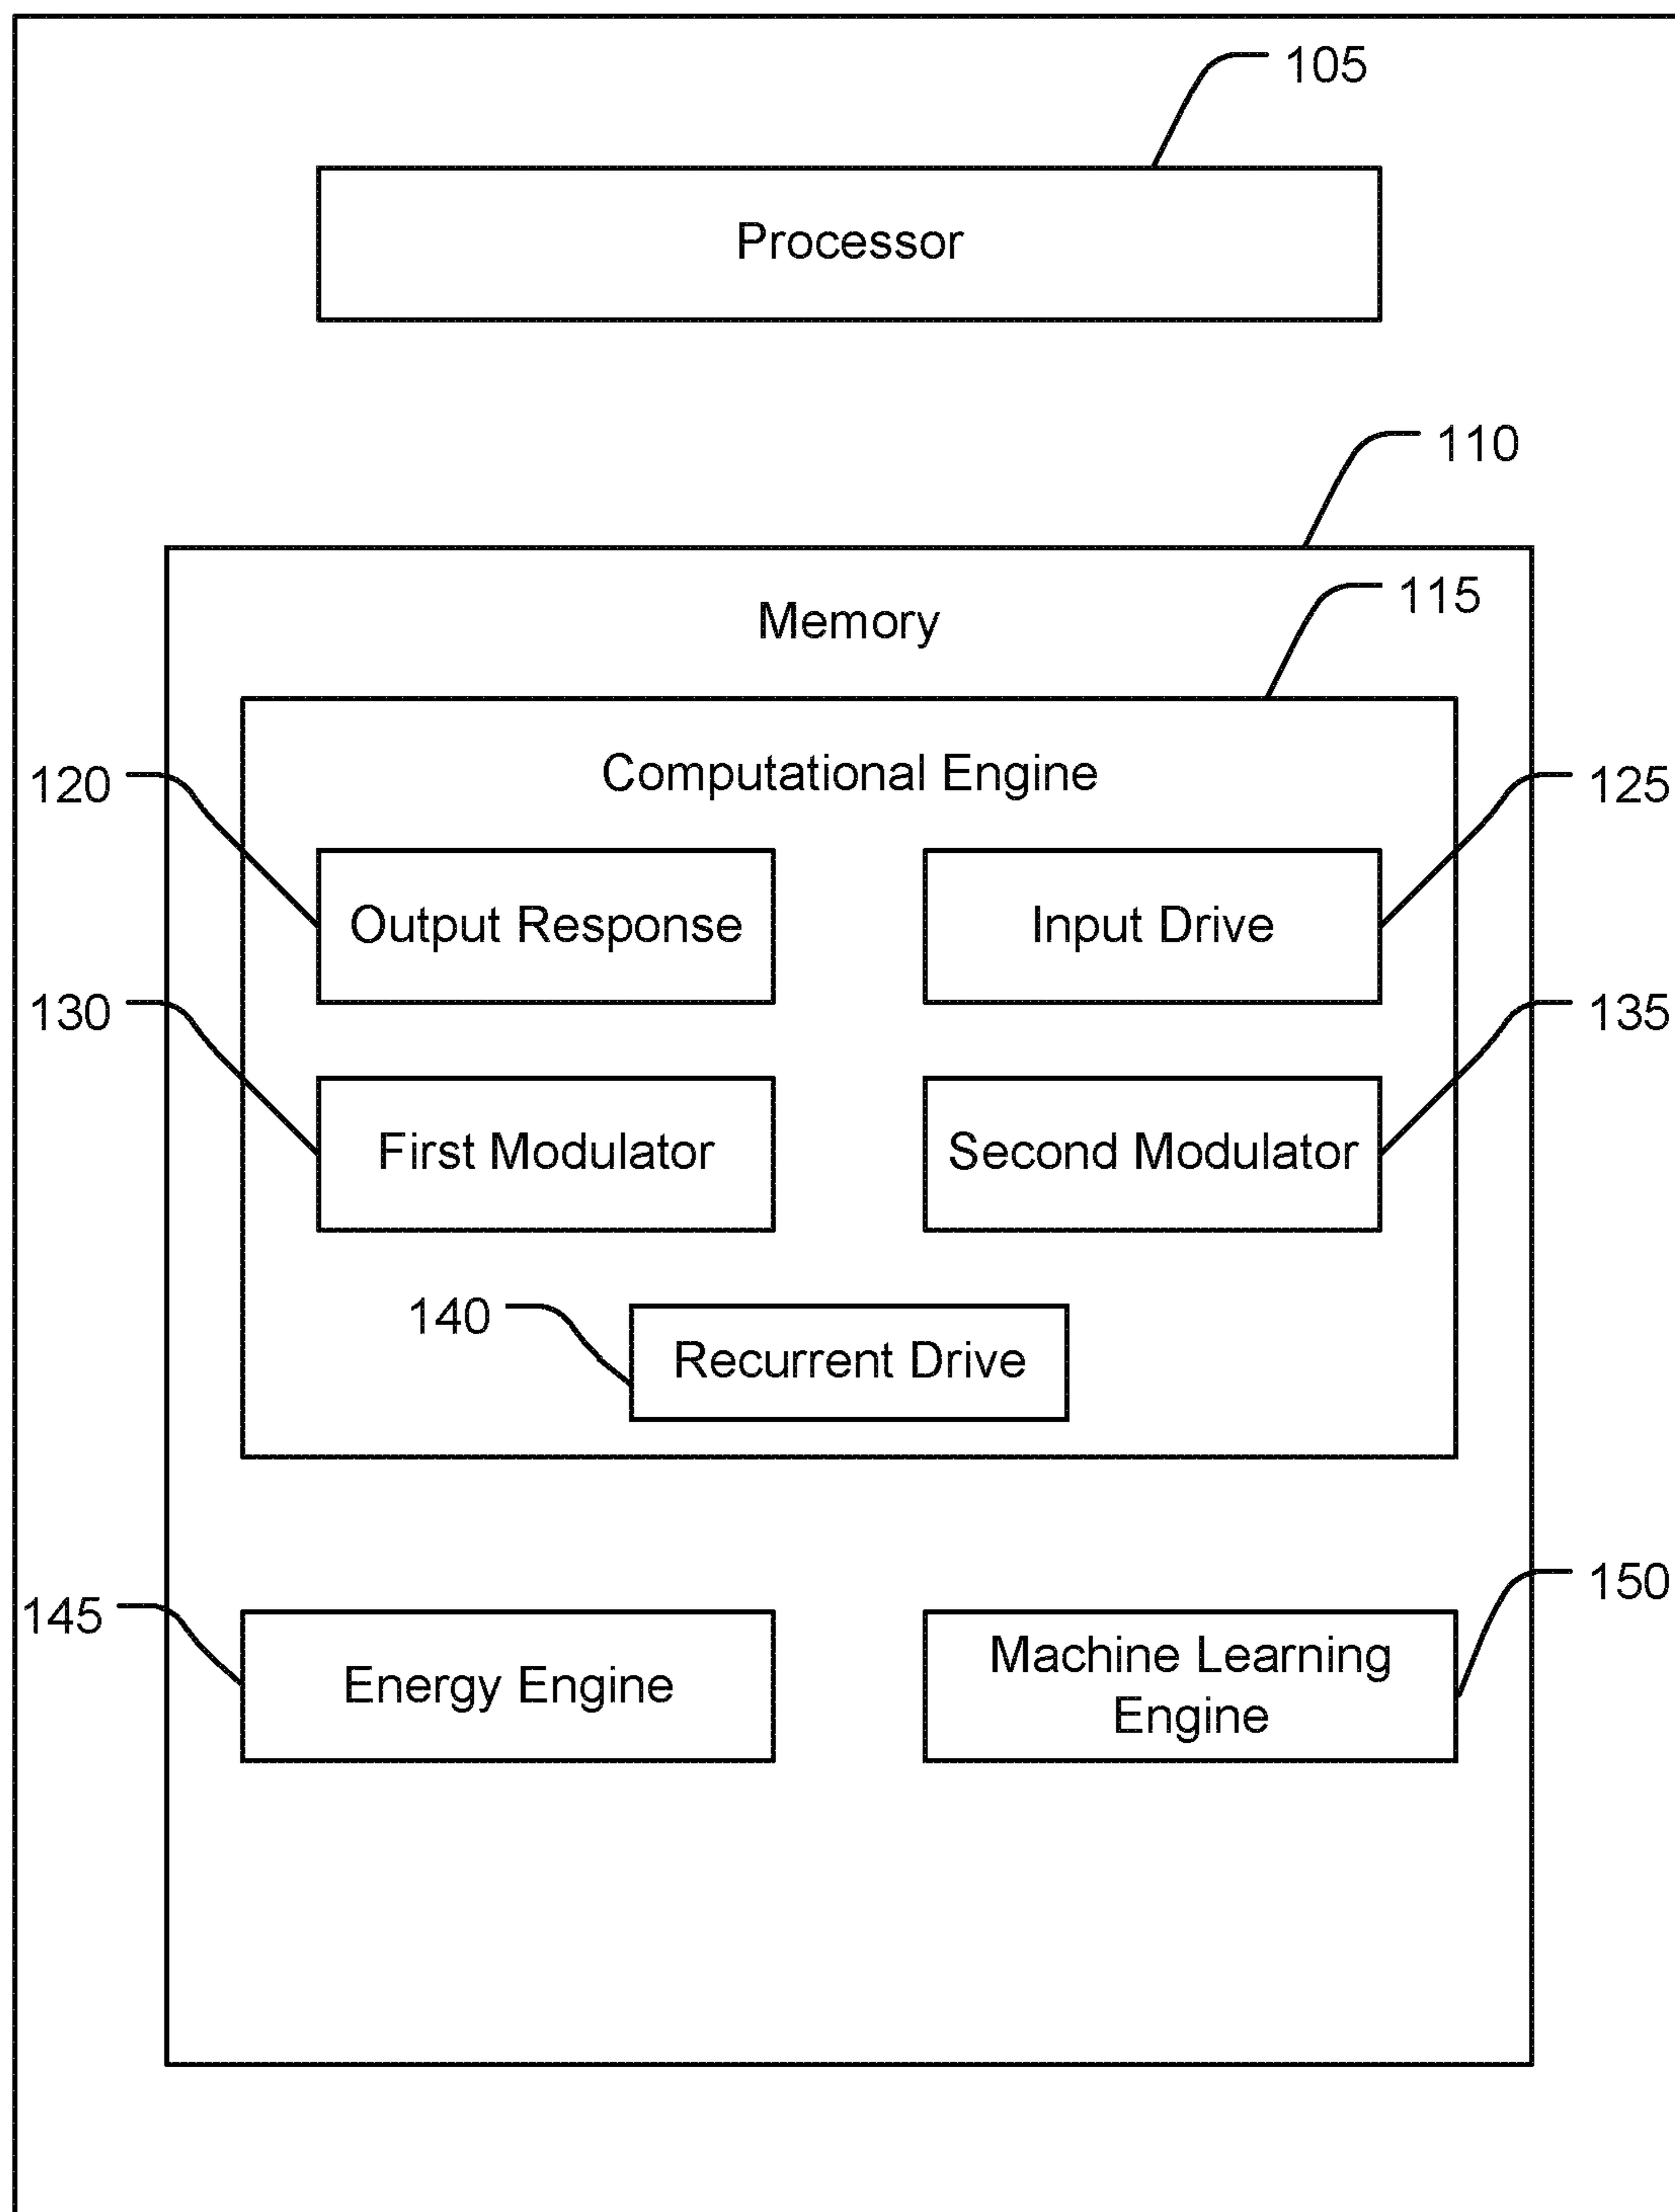 105
Processor
110
115
Memory
Computational Engine
120
125
Output Response
Input Drive
130
135
First Modulator
Second Modulator
140
Recurrent Drive
145
150
Energy Engine
Machine Learning
Engine